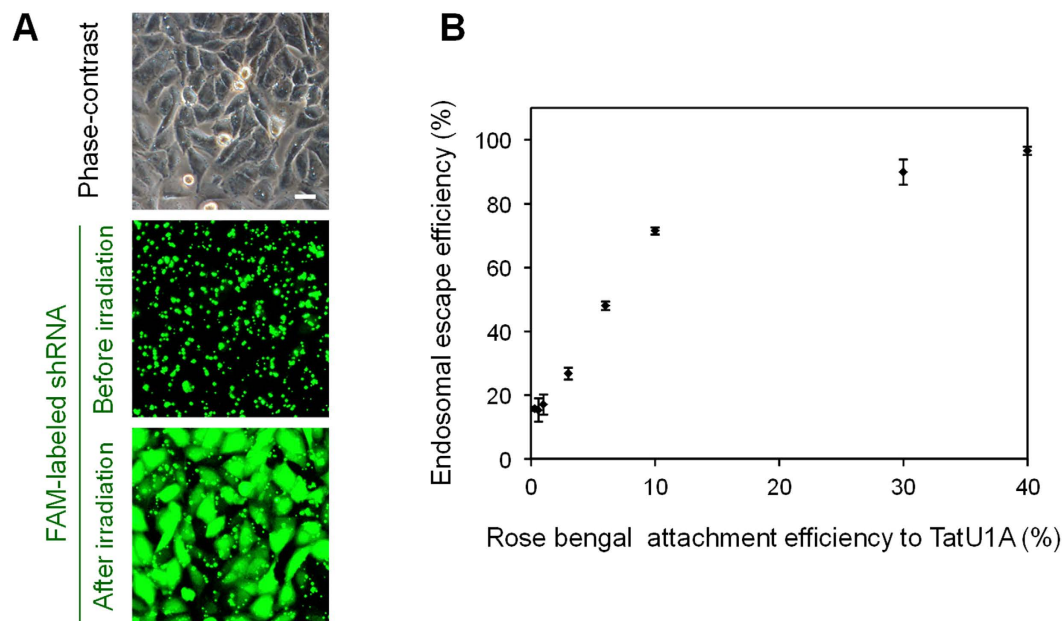 A
Phase-contrast
FAM-labeled shRNA
Before irradiation
After irradiation
B
Endosomal escape efficiency (%)
100
80
60
40
20
0
0 10 20 30 40
Rose bengal attachment efficiency to TatU1A (%)